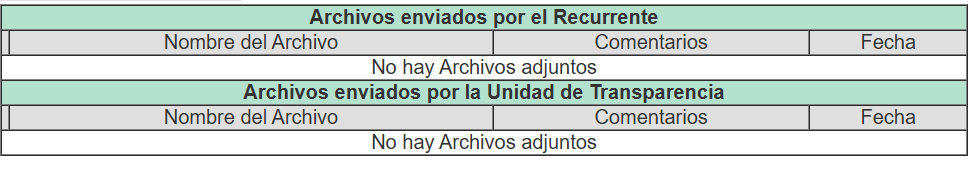 Archivos enviados por el Recurrente
Nombre del Archivo Comentarios Fecha
No hay Archivos adjuntos
Archivos enviados por la Unidad de Transparencia
Nombre del Archivo Comentarios Fecha
No hay Archivos adjuntos